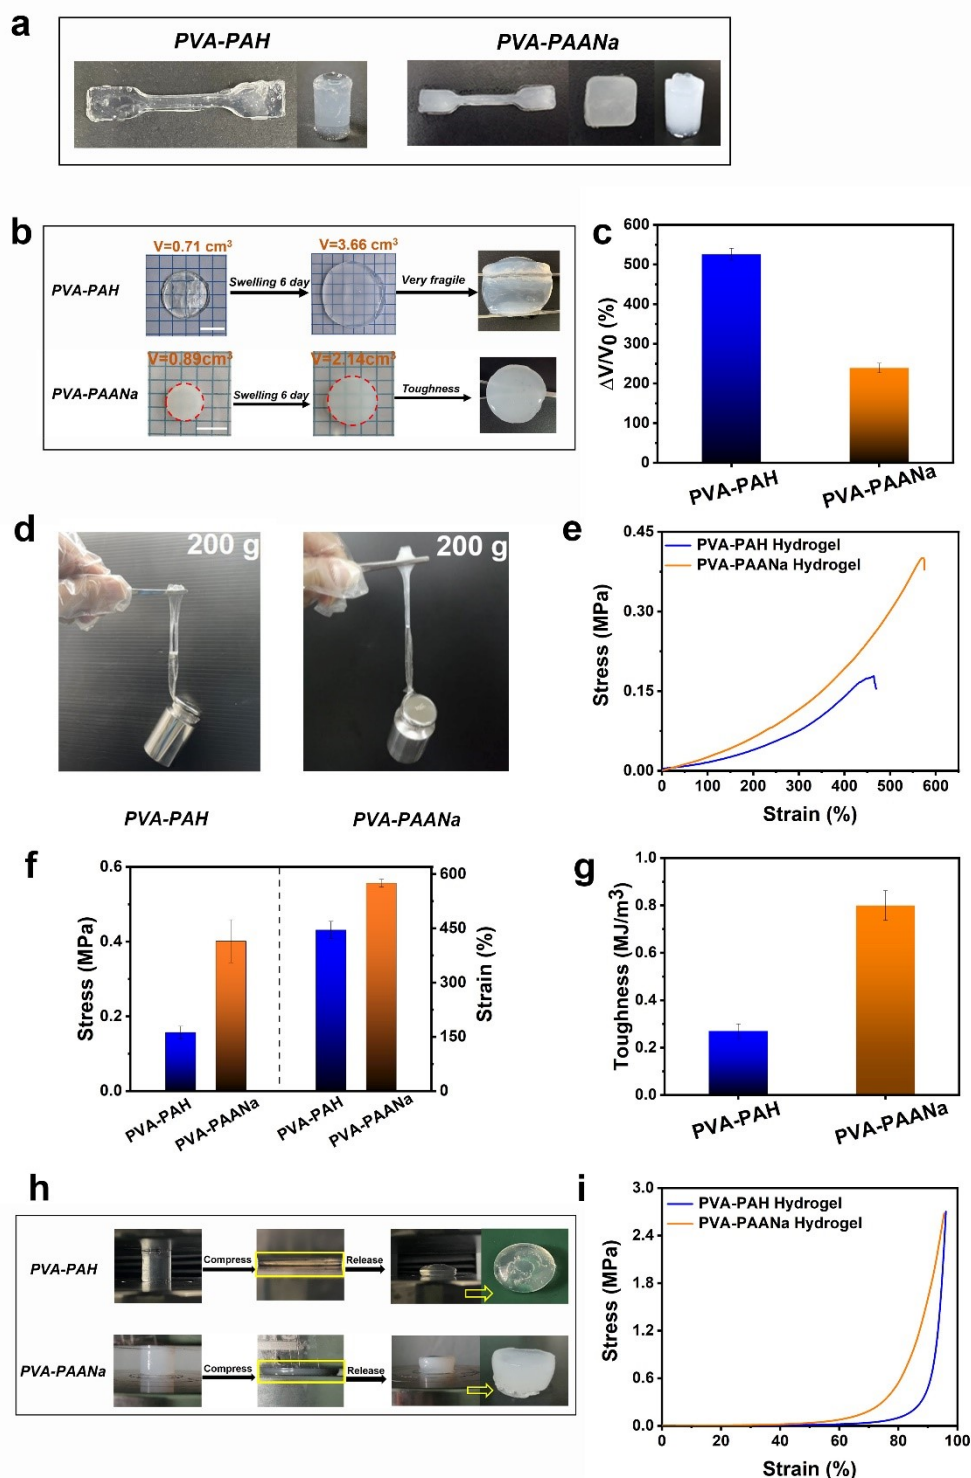 a
PVA-PAH
PVA-PAANa
b
V=0.71 cm³
V=3.66 cm³
PVA-PAH
Swelling 6 day
Very fragile
V=0.89cm³
V=2.14cm³
PVA-PAANa
Swelling 6 day
Toughness
c
600
500
400
300
200
100
0
ΔV/V0 (%)
PVA-PAH
PVA-PAANa
d
200 g
200 g
PVA-PAH
PVA-PAANa
e
PVA-PAH Hydrogel
PVA-PAANa Hydrogel
0.45
0.30
0.15
0.00
Stress (MPa)
0 100 200 300 400 500 600
Strain (%)
f
0.6
0.4
0.2
0.0
Stress (MPa)
600
450
300
150
0
Strain (%)
PVA-PAH
PVA-PAANa
PVA-PAH
PVA-PAANa
g
1.0
0.8
0.6
0.4
0.2
0.0
Toughness (MJ/m³)
PVA-PAH
PVA-PAANa
h
PVA-PAH
Compress
Release
PVA-PAANa
Compress
Release
i
PVA-PAH Hydrogel
PVA-PAANa Hydrogel
3.0
2.4
1.8
1.2
0.6
0.0
Stress (MPa)
0 20 40 60 80 100
Strain (%)